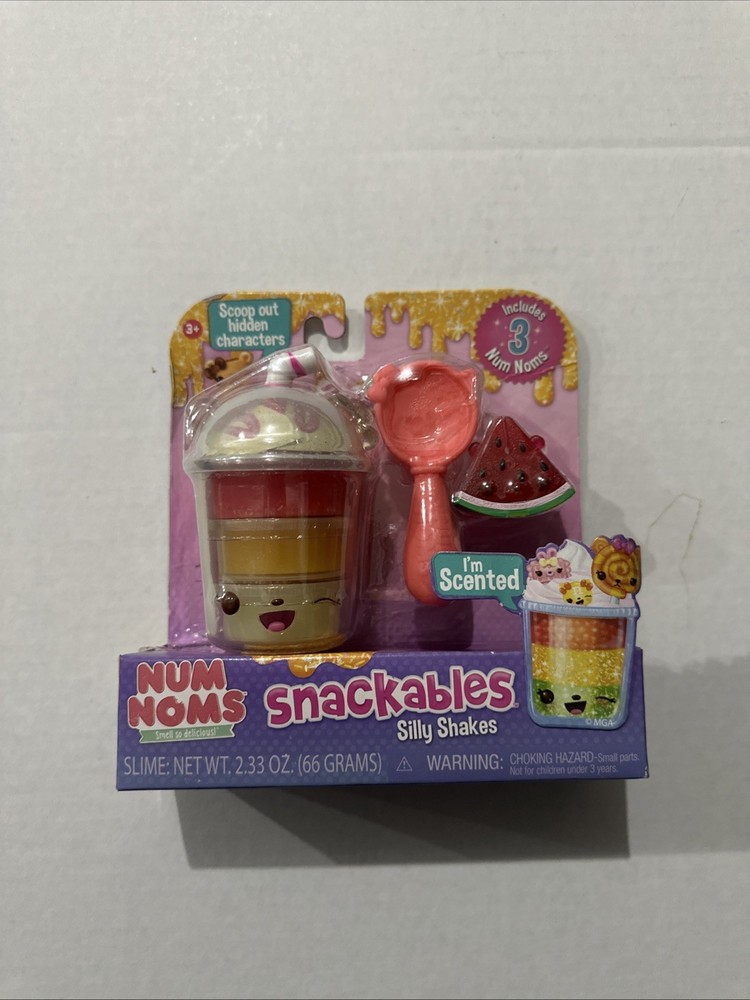 3+
Scoop out
hidden
characters
Includes
3
Num Noms
I'm
Scented
NUM
NOMS
Smell so delicious!
snackables
Silly Shakes
© MGA
SLIME: NET WT. 2.33 OZ. (66 GRAMS)
WARNING: CHOKING HAZARD-Small parts.
Not for children under 3 years.